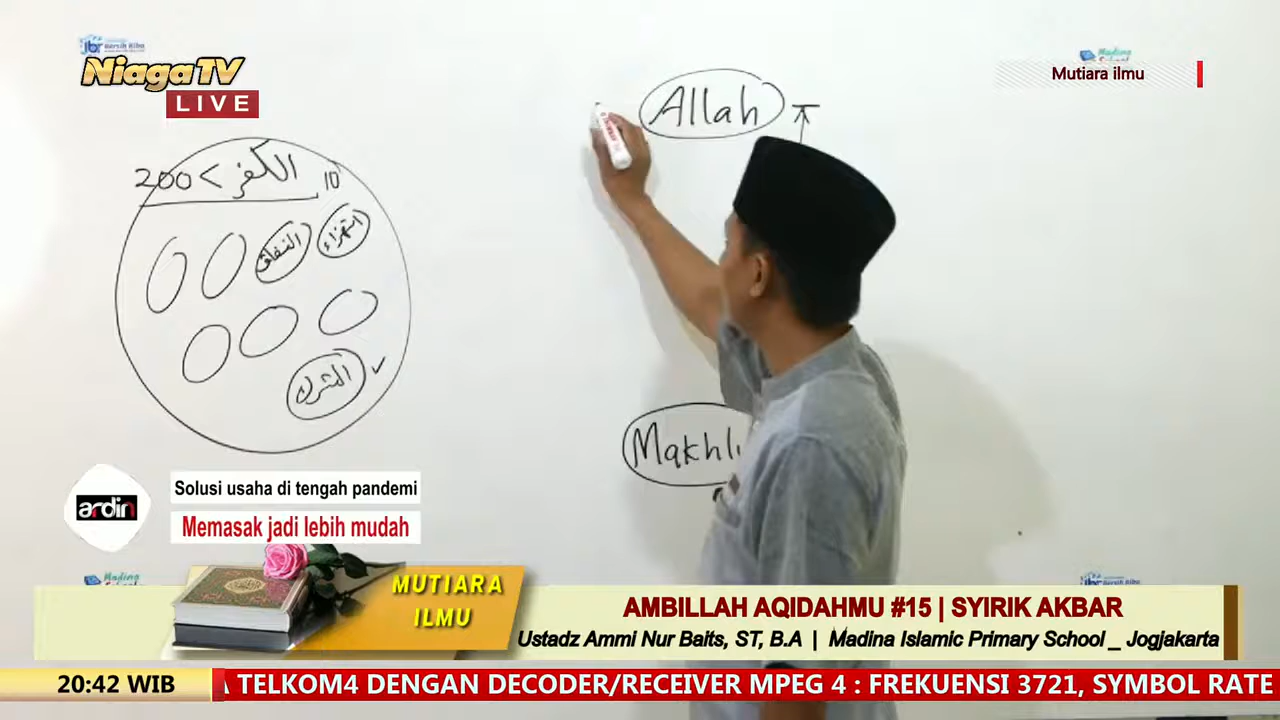 NiagaTV
LIVE
Mading
Mutiara ilmu
Allah
200 < الكفر
10
استهزاء
النفاق
الشرك
ardin
Solusi usaha di tengah pandemi
Memasak jadi lebih mudah
MUTIARA
ILMU
AMBILLAH AQIDAHMU #15 | SYIRIK AKBAR
Ustadz Ammi Nur Baits, ST, B.A | Madina Islamic Primary School _ Jogjakarta
20:42 WIB
TELKOM4 DENGAN DECODER/RECEIVER MPEG 4 : FREKUENSI 3721, SYMBOL RATE